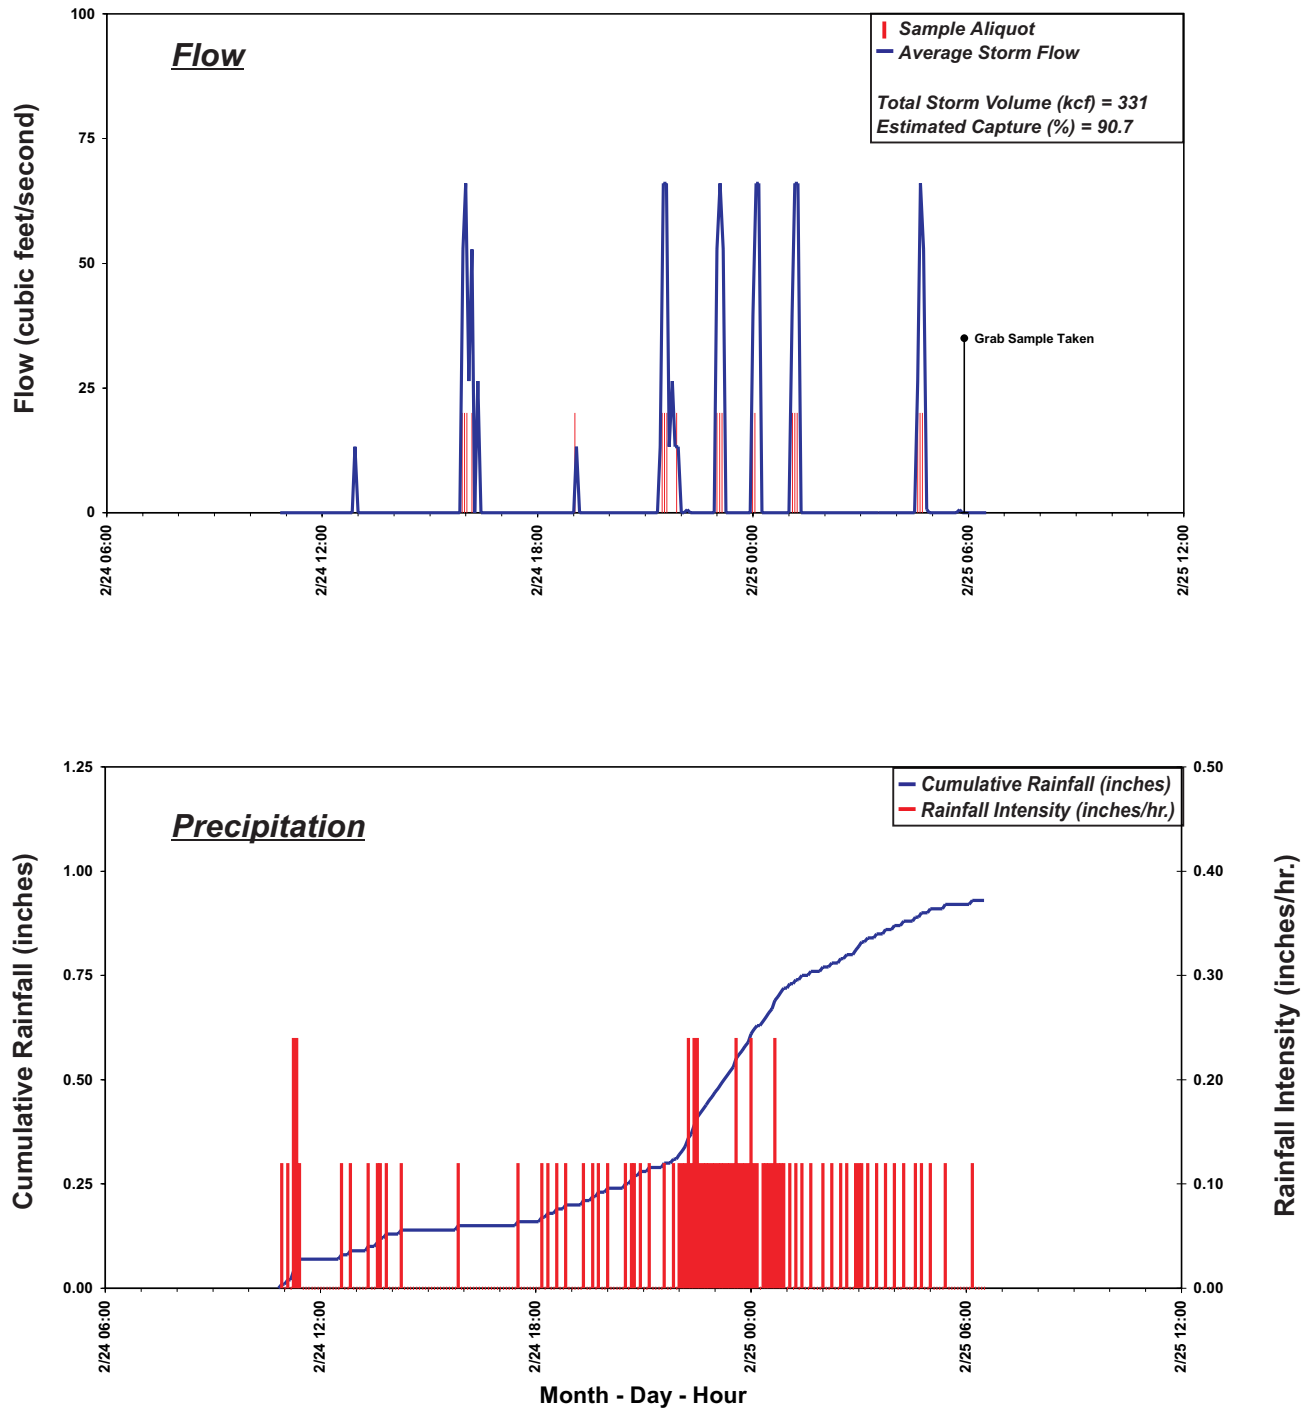 Flow
Sample Aliquot
Average Storm Flow
Total Storm Volume (kcf) = 331
Estimated Capture (%) = 90.7
Flow (cubic feet/second)
100
75
50
25
0
Grab Sample Taken
2/24 06:00
2/24 12:00
2/24 18:00
2/25 00:00
2/25 06:00
2/25 12:00
Precipitation
Cumulative Rainfall (inches)
Rainfall Intensity (inches/hr.)
Cumulative Rainfall (inches)
1.25
1.00
0.75
0.50
0.25
0.00
0.50
0.40
0.30
0.20
0.10
0.00
Rainfall Intensity (inches/hr.)
2/24 06:00
2/24 12:00
2/24 18:00
2/25 00:00
2/25 06:00
2/25 12:00
Month - Day - Hour